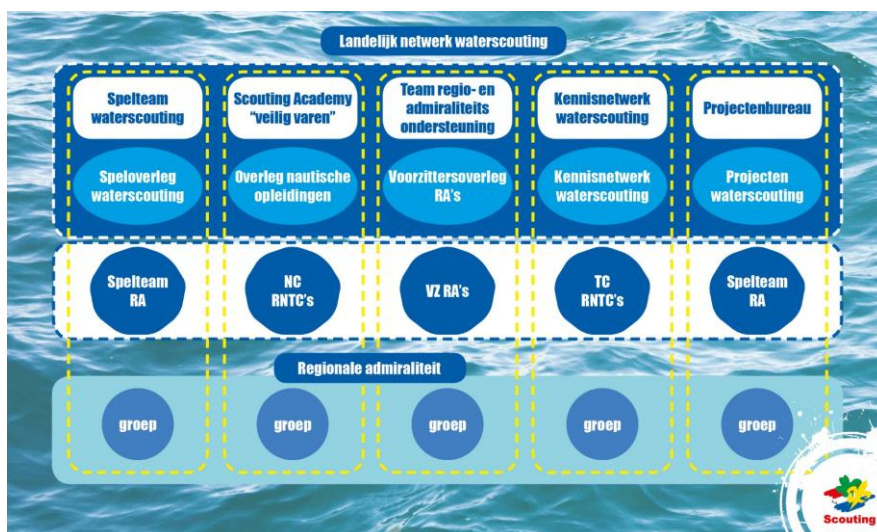 Landelijk netwerk waterscouting
Spelteam
waterscouting
Scouting Academy
"veilig varen"
Team regio- en
admiraliteits
ondersteuning
Kennisnetwerk
waterscouting
Projectenbureau
Speloverleg
waterscouting
Overleg nautische
opleidingen
Voorzittersoverleg
RA's
Kennisnetwerk
waterscouting
Projecten
waterscouting
Spelteam
RA
NC
RNTC's
VZ RA's
TC
RNTC's
Spelteam
RA
Regionale admiraliteit
groep
groep
groep
groep
groep
Scouting